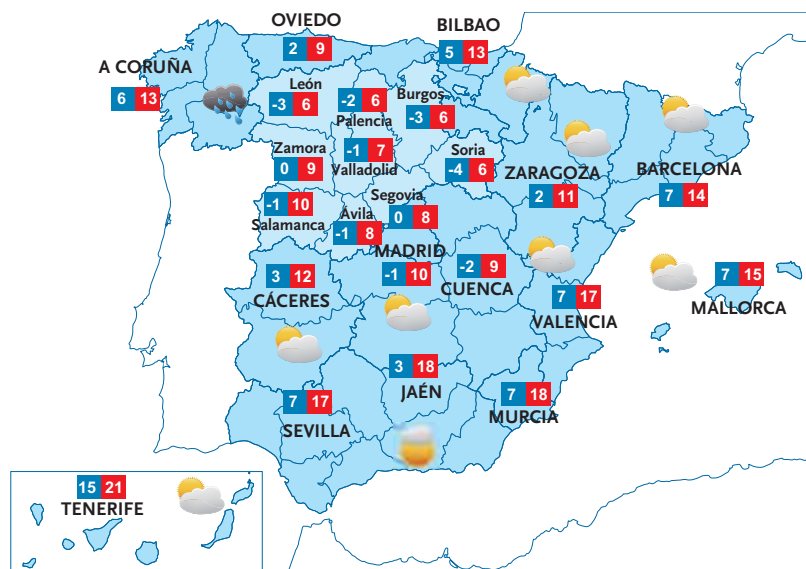 OVIEDO
2 9
BILBAO
5 13
A CORUÑA
6 13
León
-3 6
-2 6
Palencia
Burgos
-3 6
Zamora
0 9
-1 7
Valladolid
Soria
-4 6
ZARAGOZA
2 11
BARCELONA
7 14
-1 10
Salamanca
Ávila
-1 8
Segovia
0 8
MADRID
-1 10
-2 9
CUENCA
3 12
CÁCERES
7 17
VALENCIA
7 15
MALLORCA
3 18
JAÉN
7 18
MURCIA
7 17
SEVILLA
15 21
TENERIFE